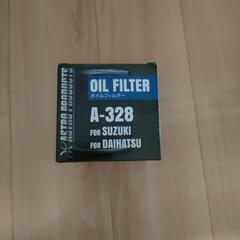 ASTRO PRODUCTS
OIL FILTER
オイルフィルター
A-328
FOR SUZUKI
FOR DAIHATSU